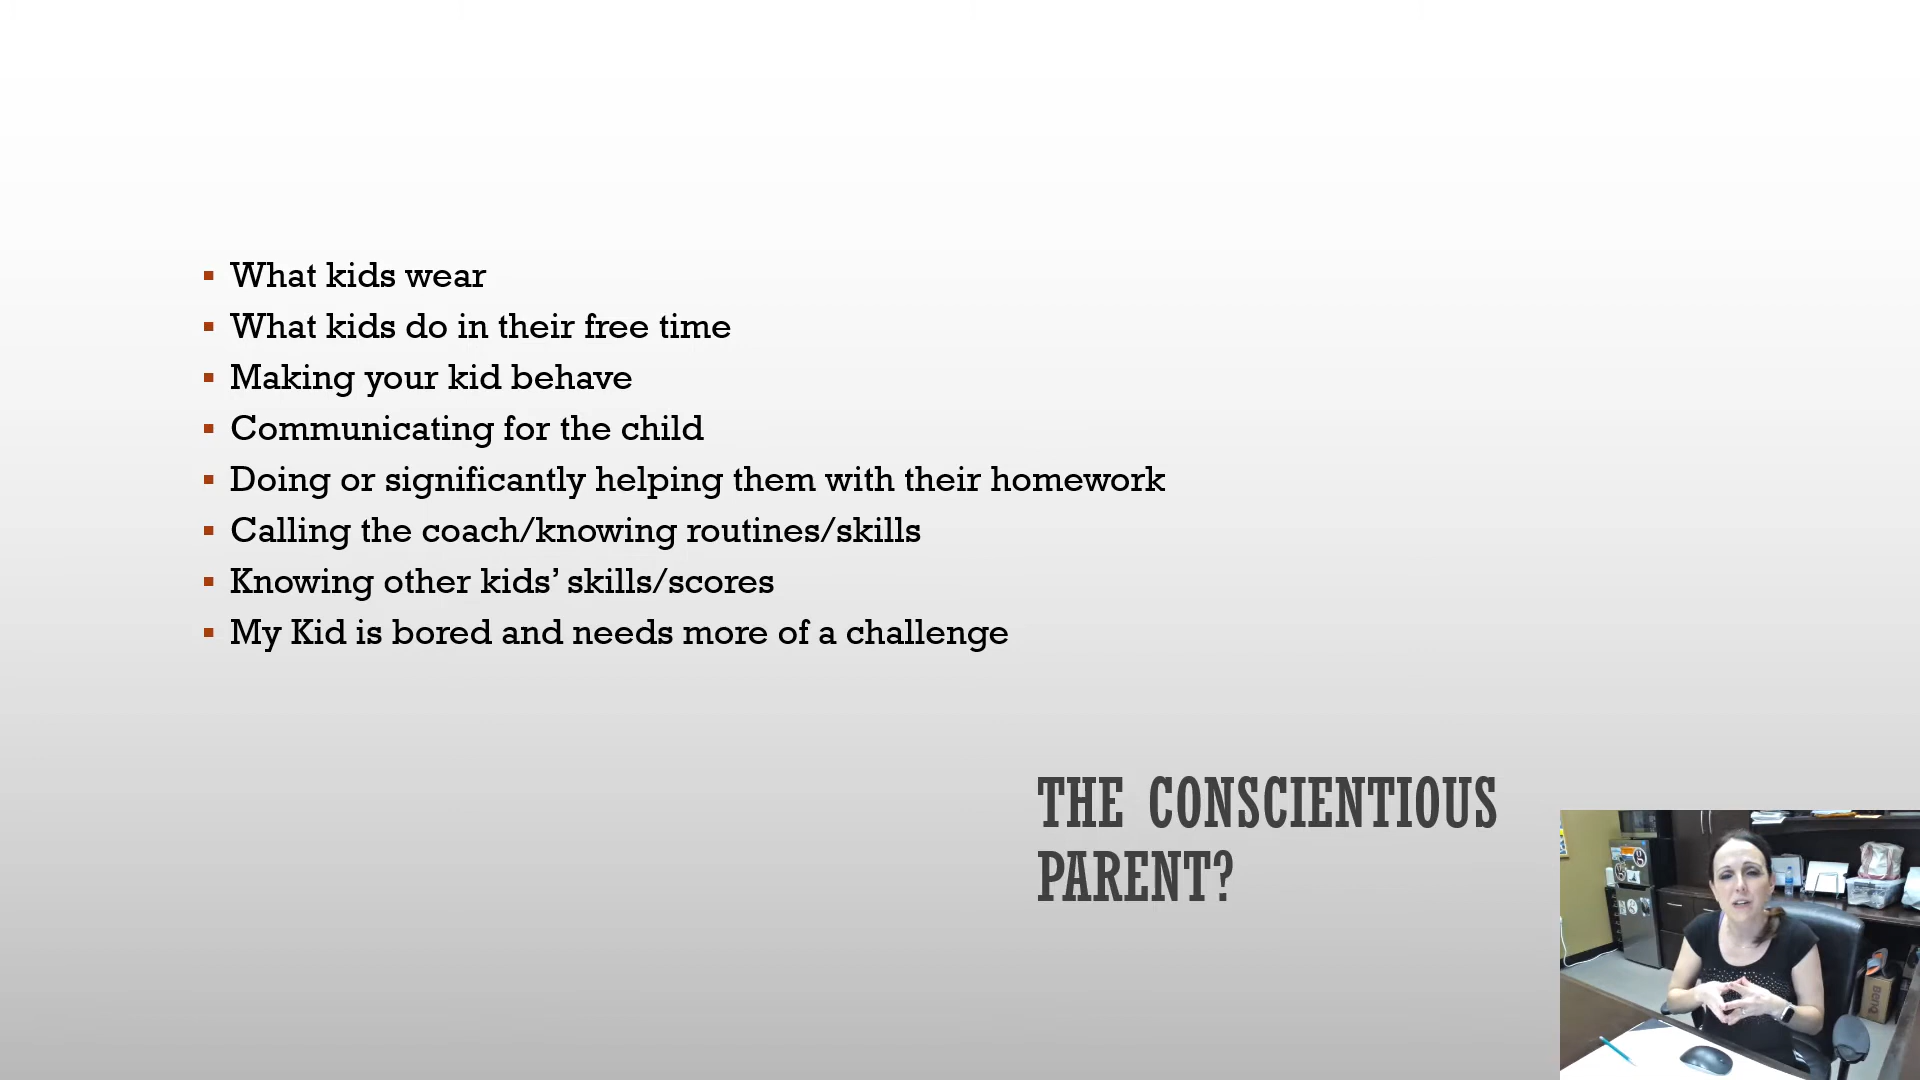 What kids wear
What kids do in their free time
Making your kid behave
Communicating for the child
Doing or significantly helping them with their homework
Calling the coach/knowing routines/skills
Knowing other kids’ skills/scores
My Kid is bored and needs more of a challenge
THE CONSCIENTIOUS
PARENT?
BenQ